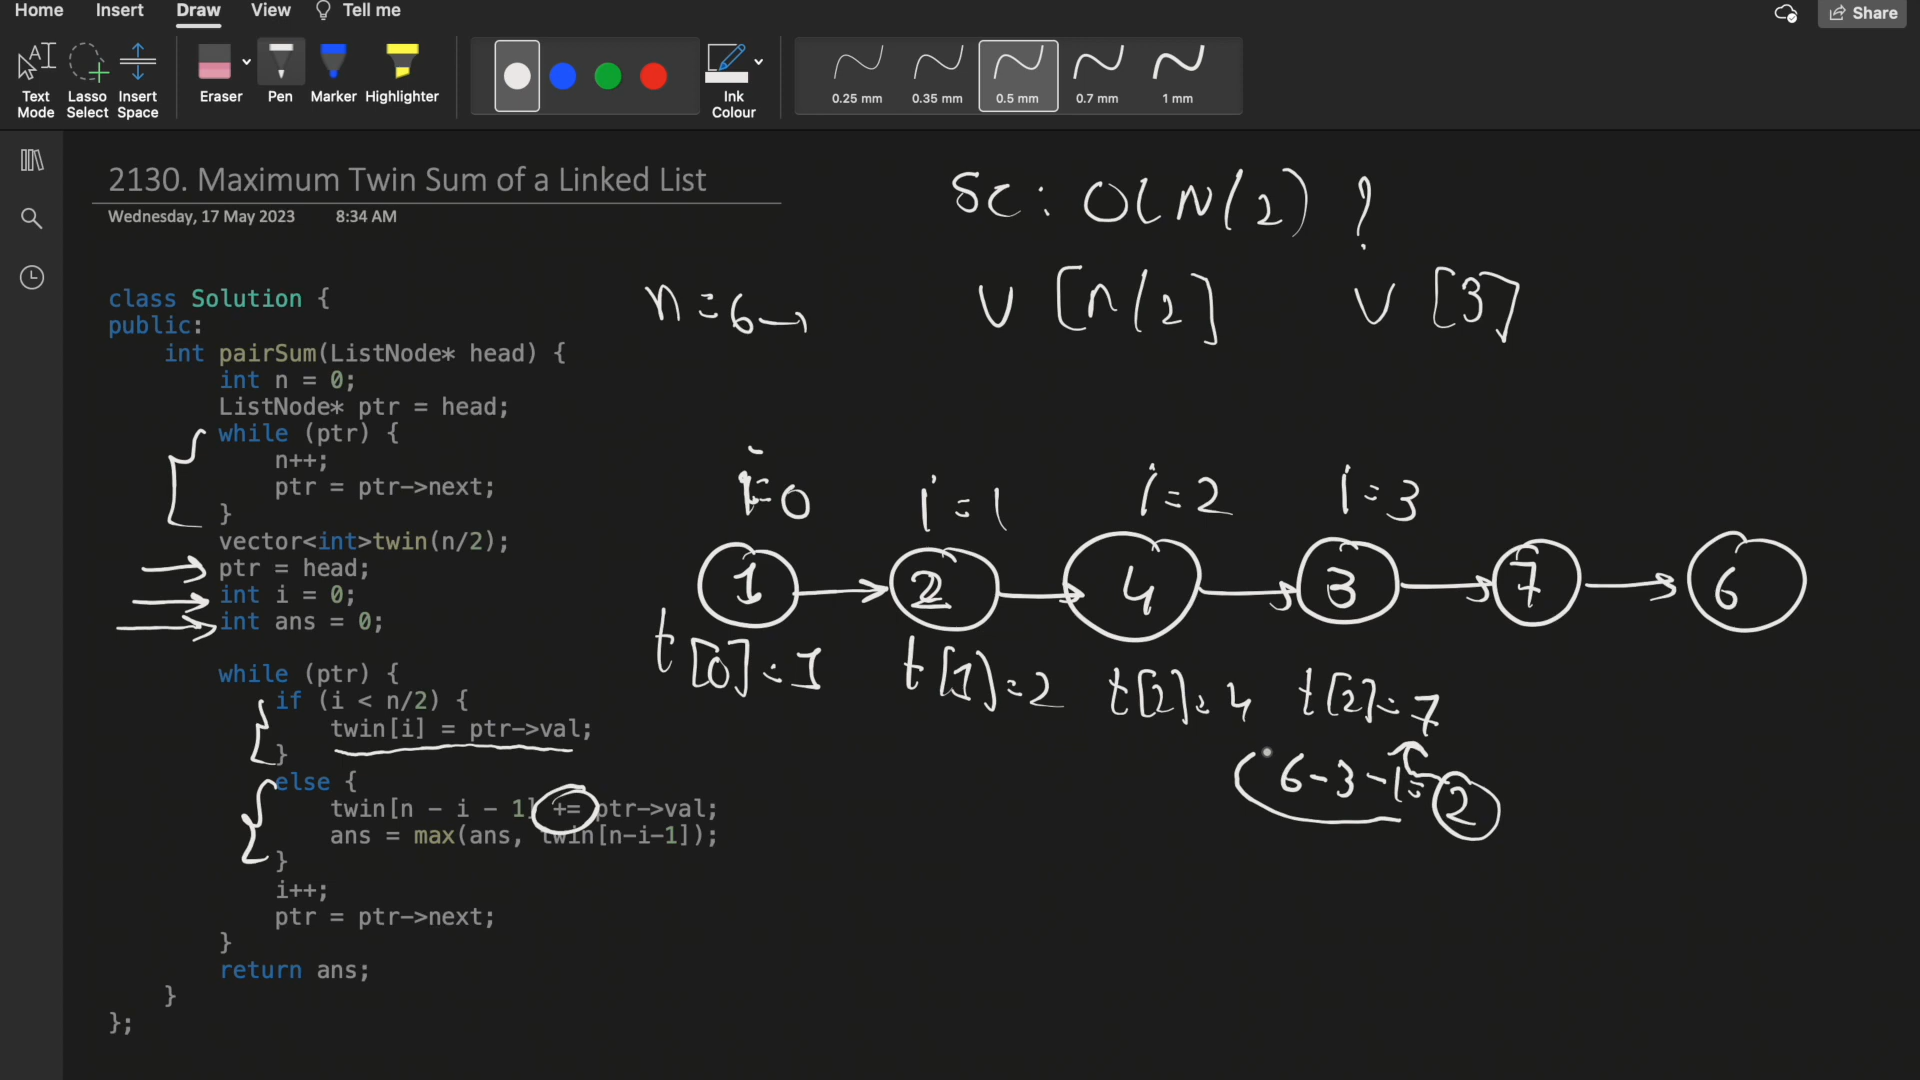 Home Insert Draw View Tell me
Share
Text Mode
Lasso Select
Insert Space
Eraser
Pen
Marker
Highlighter
Ink Colour
0.25 mm
0.35 mm
0.5 mm
0.7 mm
1 mm
2130. Maximum Twin Sum of a Linked List
Wednesday, 17 May 2023 8:34 AM
class Solution {
public:
int pairSum(ListNode* head) {
int n = 0;
ListNode* ptr = head;
while (ptr) {
n++;
ptr = ptr->next;
}
vector<int>twin(n/2);
ptr = head;
int i = 0;
int ans = 0;
while (ptr) {
if (i < n/2) {
twin[i] = ptr->val;
}
else {
twin[n - i - 1] += ptr->val;
ans = max(ans, twin[n-i-1]);
}
i++;
ptr = ptr->next;
}
return ans;
}
};
SC: O(N/2) ?
n = 6 →
V [n/2] V [3]
i=0 i=1 i=2 i=3
1 → 2 → 4 → 3 → 7 → 6
t[0]=1 t[1]=2 t[2]=4 t[2]=7
(6-3-1= 2